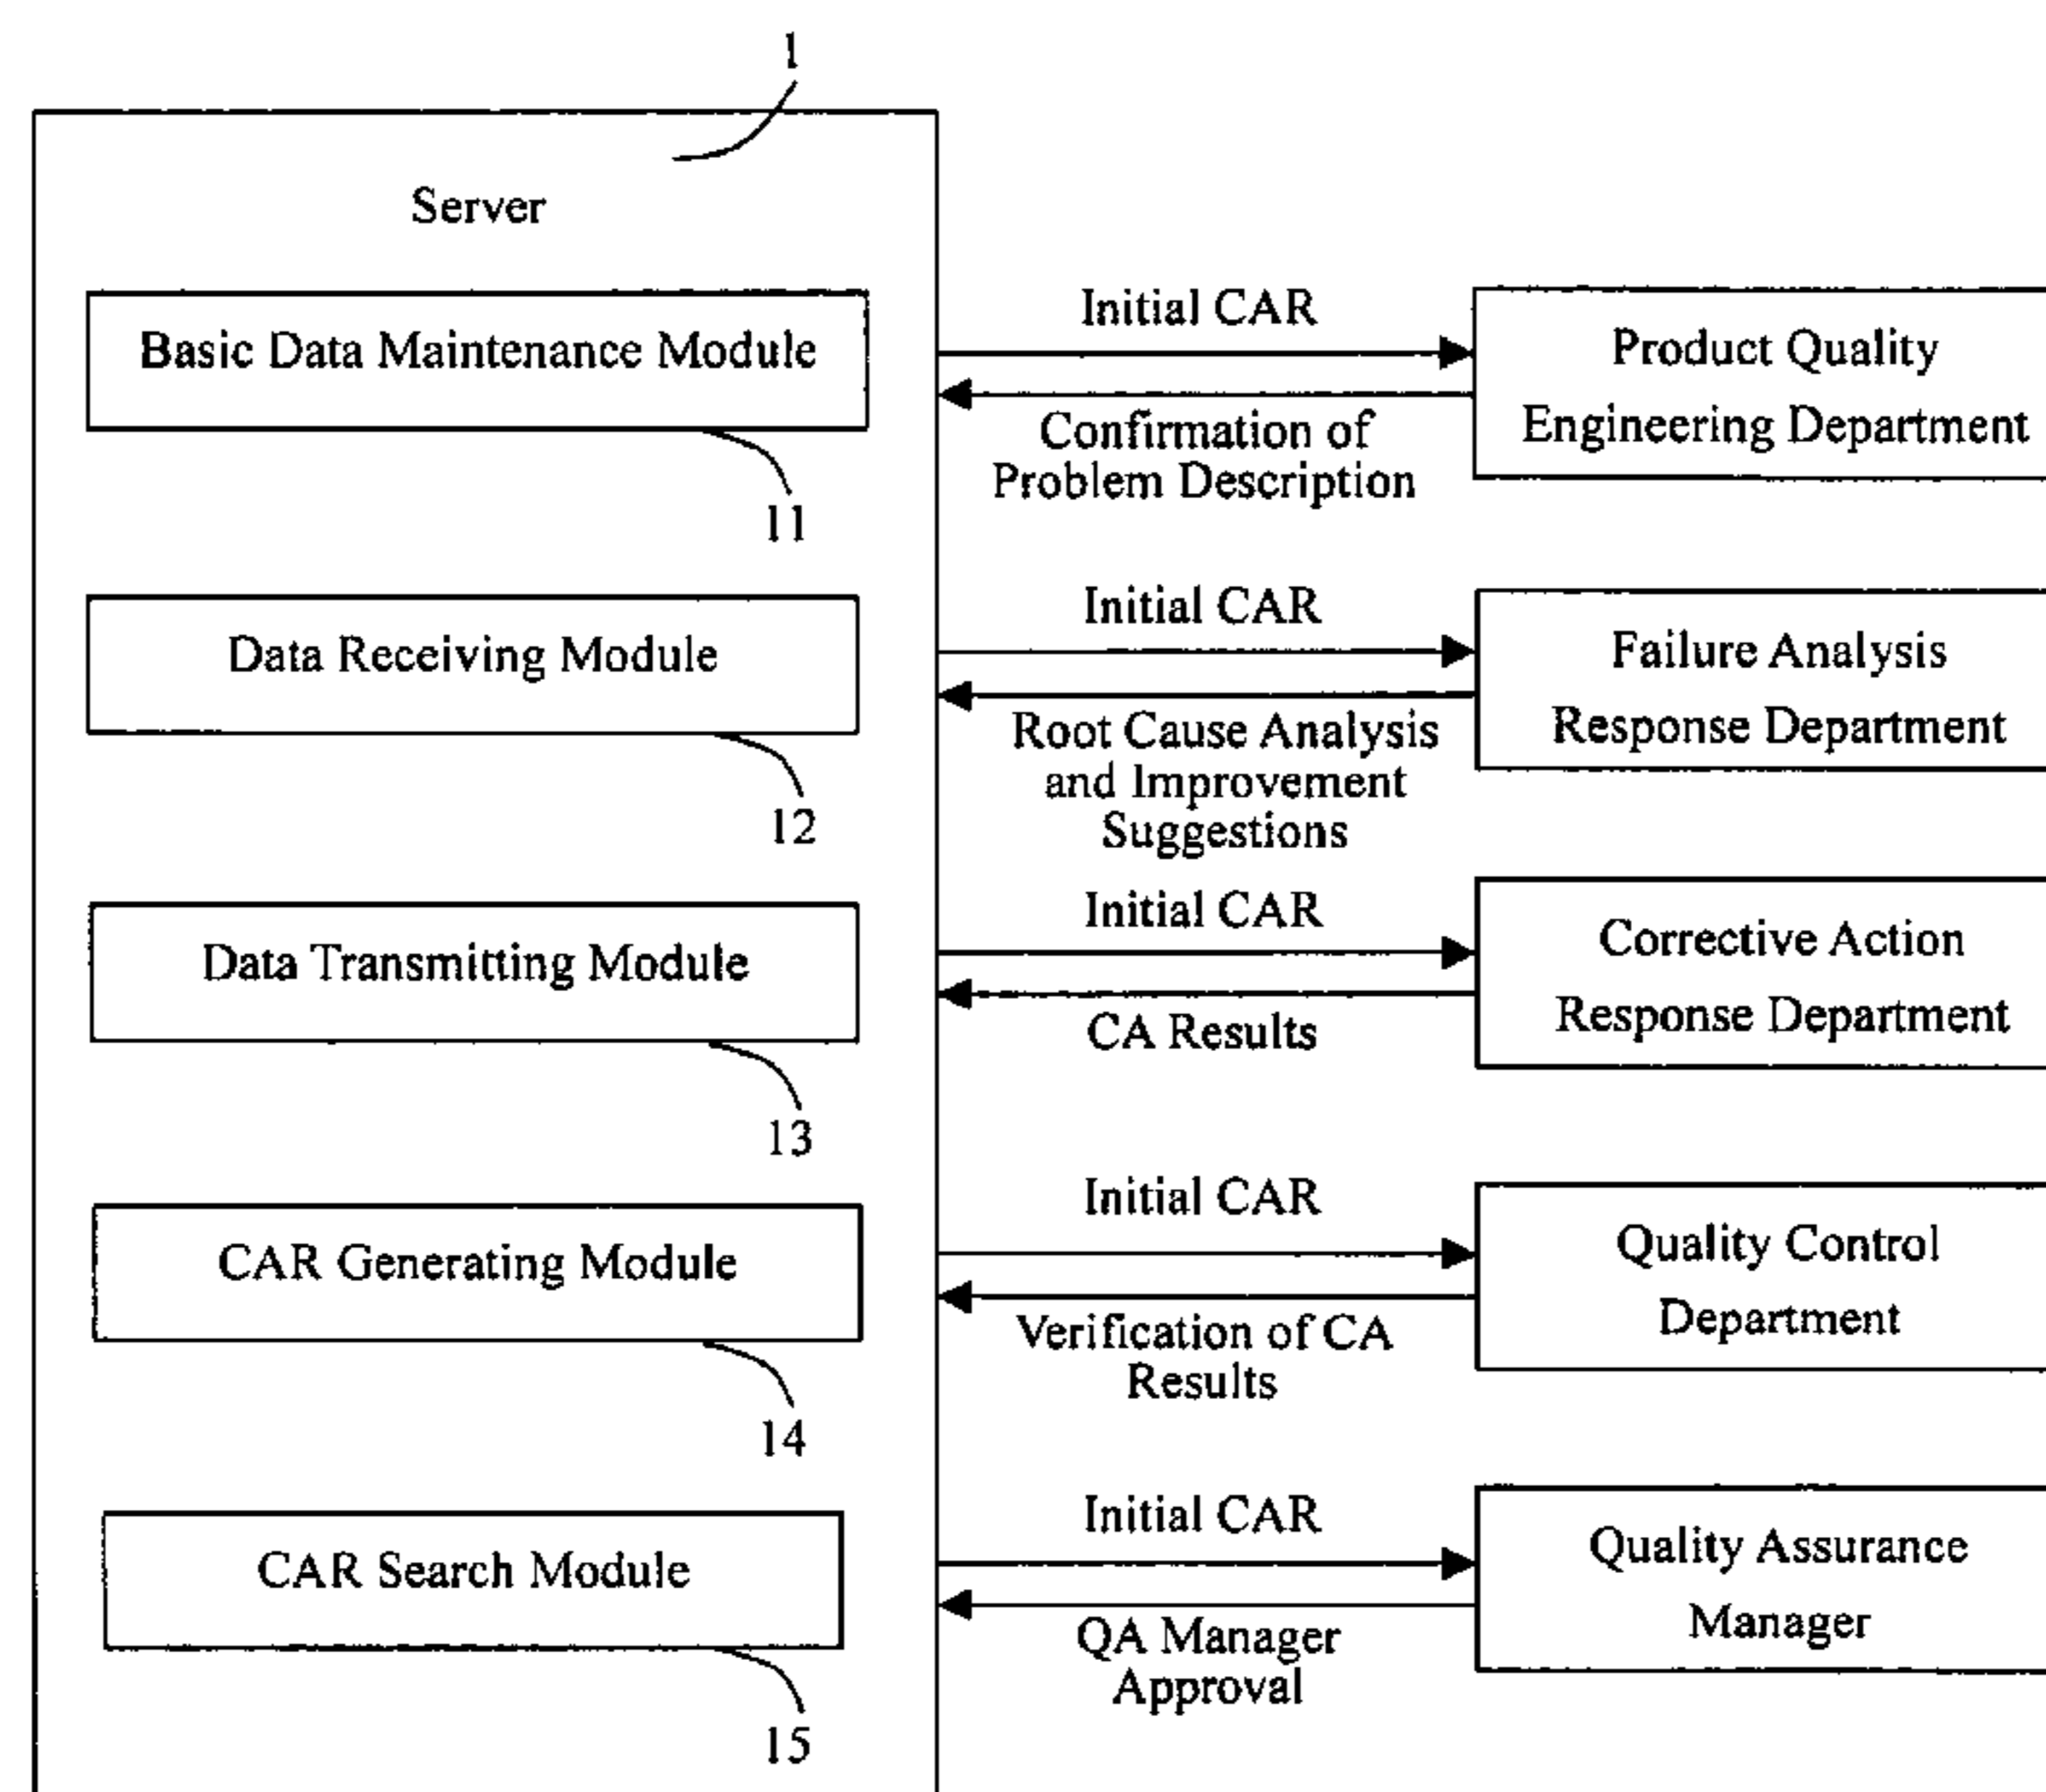 1
Server
Basic Data Maintenance Module
11
Data Receiving Module
12
Data Transmitting Module
13
CAR Generating Module
14
CAR Search Module
15
Initial CAR
Confirmation of
Problem Description
Product Quality
Engineering Department
Initial CAR
Root Cause Analysis
and Improvement
Suggestions
Failure Analysis
Response Department
Initial CAR
CA Results
Corrective Action
Response Department
Initial CAR
Verification of CA
Results
Quality Control
Department
Initial CAR
QA Manager
Approval
Quality Assurance
Manager